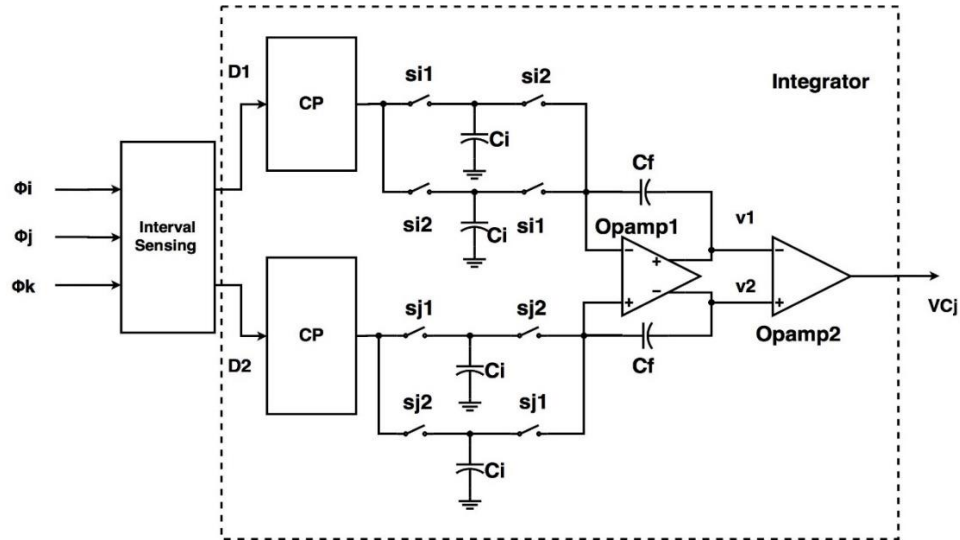 D1
CP
si1
si2
Integrator
Ci
Cf
Φi
Φj
Φk
Interval
Sensing
si2
Ci
si1
Opamp1
v1
−
+
−
+
v2
−
+
VCj
Opamp2
D2
CP
sj1
sj2
Ci
Cf
sj2
sj1
Ci